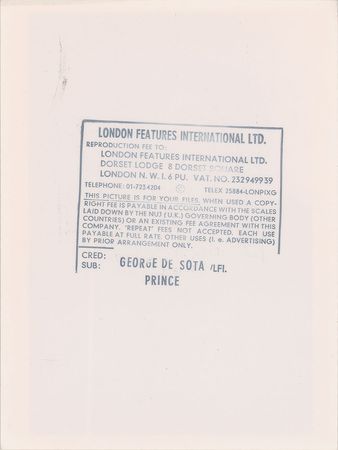 LONDON FEATURES INTERNATIONAL LTD.
REPRODUCTION FEE TO:
LONDON FEATURES INTERNATIONAL LTD.
DORSET LODGE 8 DORSET SQUARE
LONDON N. W. I. 6 PU. VAT. NO. 232 949939
TELEPHONE: 01-723 4204 © TELEX 25884-LONPIXG
THIS PICTURE IS FOR YOUR FILES, WHEN USED A COPY-
RIGHT FEE IS PAYABLE IN ACCORDANCE WITH THE SCALES
LAID DOWN BY THE NUJ (U.K.) GOVERNING BODY (OTHER
COUNTRIES) OR AN EXISTING FEE AGREEMENT WITH THIS
COMPANY. 'REPEAT' FEES NOT ACCEPTED. EACH USE
PAYABLE AT FULL RATE. OTHER USES (I. e. ADVERTISING)
BY PRIOR ARRANGEMENT ONLY.
CRED: GEORGE DE SOTA /LFI.
SUB: PRINCE